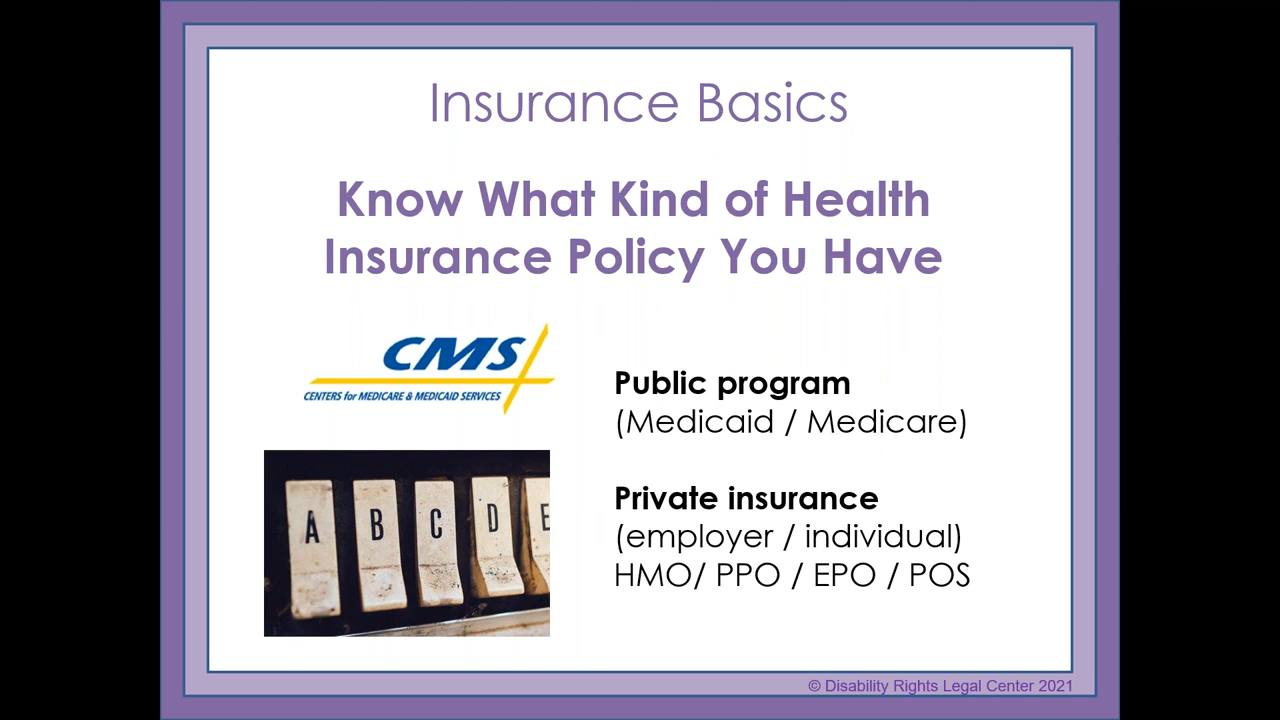 Insurance Basics
Know What Kind of Health
Insurance Policy You Have
CMS
CENTERS for MEDICARE & MEDICAID SERVICES
Public program
(Medicaid / Medicare)
A B C D E
Private insurance
(employer / individual)
HMO/ PPO / EPO / POS
© Disability Rights Legal Center 2021